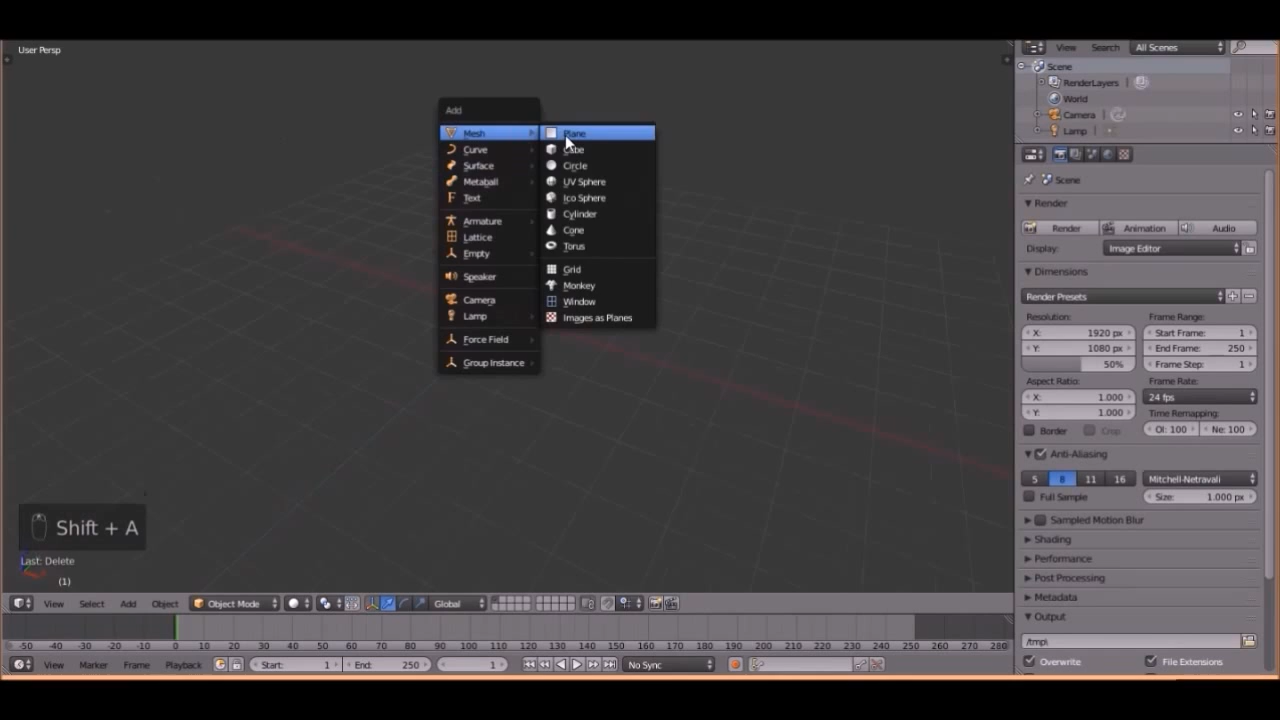 User Persp
View Search All Scenes
Scene
RenderLayers
World
Camera
Lamp
Add
Mesh
Curve
Surface
Metaball
Text
Armature
Lattice
Empty
Speaker
Camera
Lamp
Force Field
Group Instance
Plane
Cube
Circle
UV Sphere
Ico Sphere
Cylinder
Cone
Torus
Grid
Monkey
Window
Images as Planes
Scene
Render
Render Animation Audio
Display: Image Editor
Dimensions
Render Presets
Resolution: Frame Range:
X: 1920 px Start Frame: 1
Y: 1080 px End Frame: 250
50% Frame Step: 1
Aspect Ratio: Frame Rate:
X: 1.000 24 fps
Y: 1.000 Time Remapping:
Border Crop Ol: 100 Ne: 100
Anti-Aliasing
5 8 11 16 Mitchell-Netravali
Full Sample Size: 1.000 px
Sampled Motion Blur
Shading
Performance
Post Processing
Metadata
Output
/tmp\
Overwrite File Extensions
Shift + A
Last: Delete
(1)
View Select Add Object Object Mode Global
-50 -40 -30 -20 -10 0 10 20 30 40 50 60 70 80 90 100 110 120 130 140 150 160 170 180 190 200 210 220 230 240 250 260 270 280
View Marker Frame Playback Start: 1 End: 250 1 No Sync